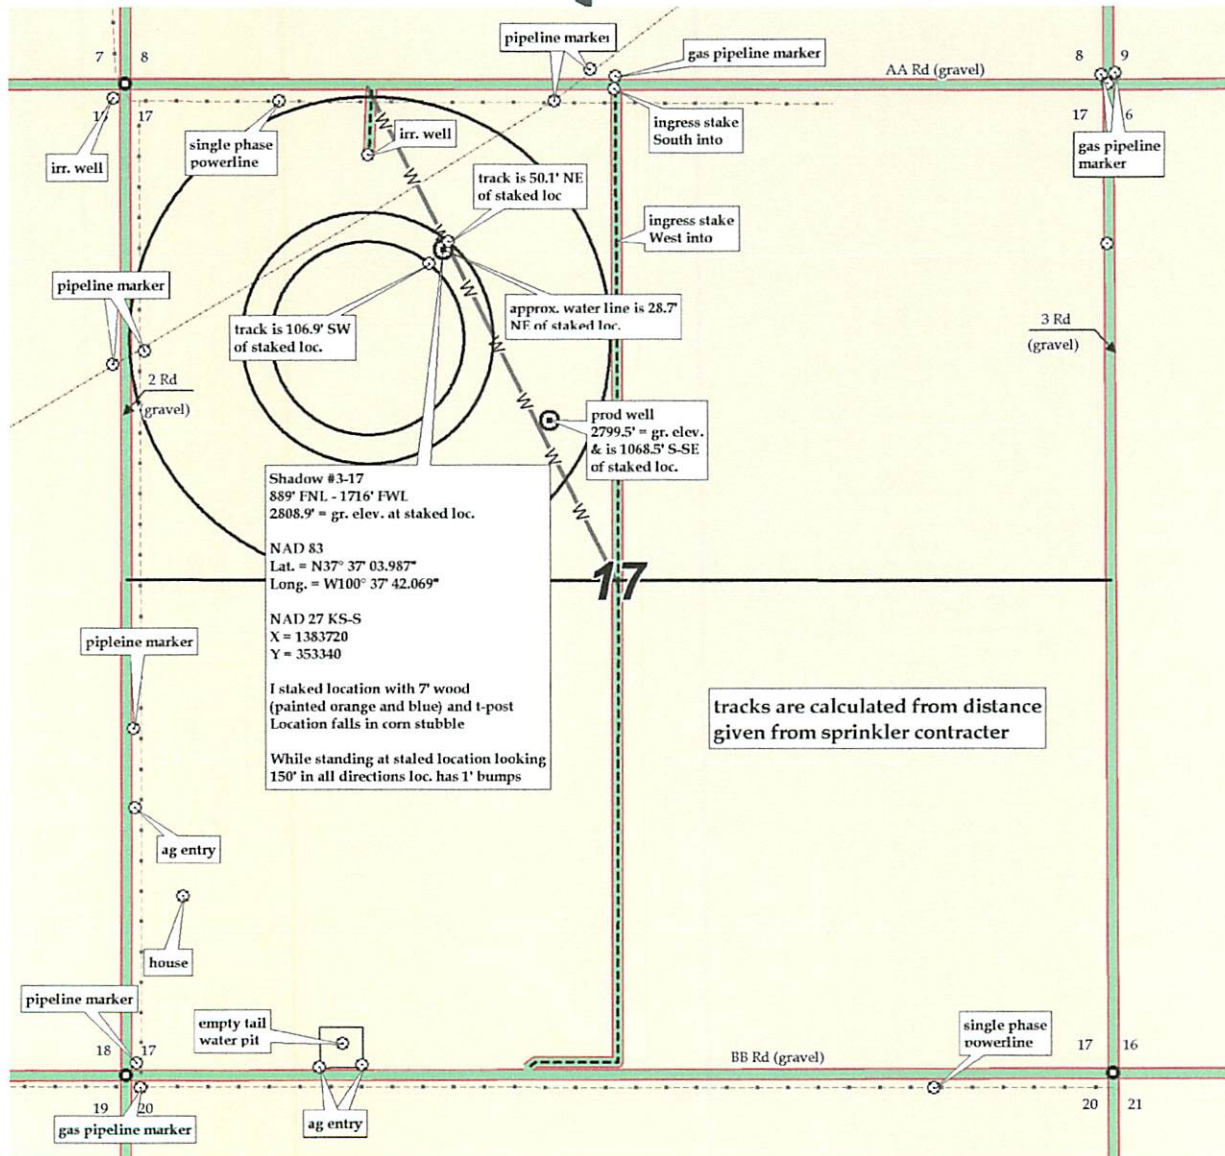 pipeline marker
gas pipeline marker
7 8
AA Rd (gravel)
8 9
17
17
6
irr. well
single phase
powerline
irr. well
ingress stake
South into
gas pipeline
marker
track is 50.1' NE
of staked loc
ingress stake
West into
pipeline marker
track is 106.9' SW
of staked loc.
approx. water line is 28.7'
NE of staked loc.
3 Rd
(gravel)
2 Rd
(gravel)
W
W
W
W
W
W
W
W
prod well
2799.5' = gr. elev.
& is 1068.5' S-SE
of staked loc.
Shadow #3-17
889' FNL - 1716' FWL
2808.9' = gr. elev. at staked loc.
NAD 83
Lat. = N37° 37' 03.987"
Long. = W100° 37' 42.069"
NAD 27 KS-S
X = 1383720
Y = 353340
I staked location with 7' wood
(painted orange and blue) and t-post
Location falls in corn stubble
While standing at staled location looking
150' in all directions loc. has 1' bumps
17
pipleine marker
tracks are calculated from distance
given from sprinkler contracter
ag entry
house
pipeline marker
empty tail
water pit
single phase
powerline
18 17
BB Rd (gravel)
17 16
19 20
20 21
gas pipeline marker
ag entry